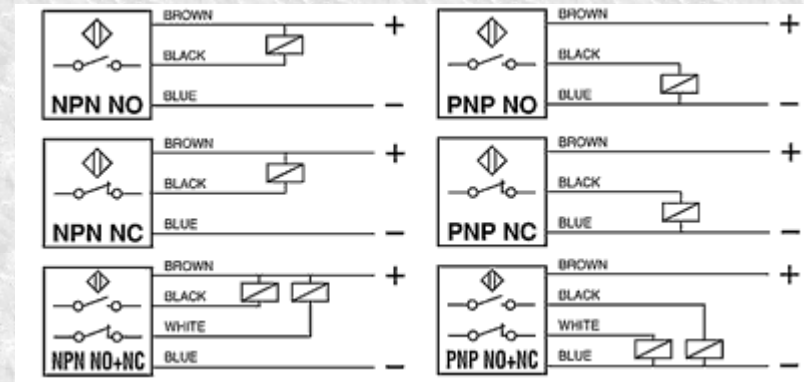 BROWN
+
BLACK
NPN NO
BLUE
−
BROWN
+
BLACK
PNP NO
BLUE
−
BROWN
+
BLACK
NPN NC
BLUE
−
BROWN
+
BLACK
PNP NC
BLUE
−
BROWN
+
BLACK
WHITE
NPN NO+NC
BLUE
−
BROWN
+
BLACK
WHITE
PNP NO+NC
BLUE
−